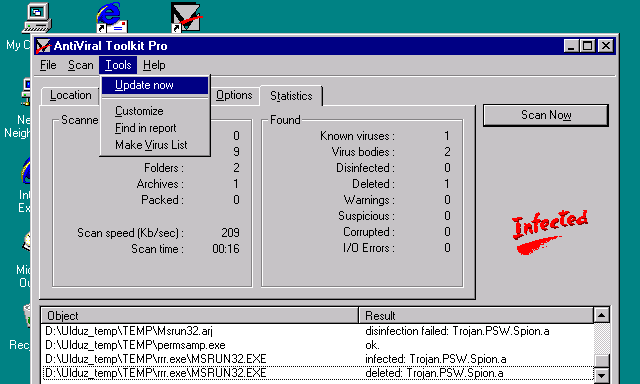 My C
AntiViral Toolkit Pro
File Scan Tools Help
Update now
Customize
Find in report
Make Virus List
Location Options Statistics
Scan Now
Scanne
0
9
Folders : 2
Archives : 1
Packed : 0
Scan speed (Kb/sec) : 209
Scan time : 00:16
Found
Known viruses : 1
Virus bodies : 2
Disinfected : 0
Deleted : 1
Warnings : 0
Suspicious : 0
Corrupted : 0
I/O Errors : 0
Infected
Ne
Neighb
Int
Ex
Mic
Ou
Recy
Object Result
D:\Ulduz_temp\TEMP\Msrun32.arj disinfection failed: Trojan.PSW.Spion.a
D:\Ulduz_temp\TEMP\permsamp.exe ok.
D:\Ulduz_temp\TEMP\rrr.exe\MSRUN32.EXE infected: Trojan.PSW.Spion.a
D:\Ulduz_temp\TEMP\rrr.exe\MSRUN32.EXE deleted: Trojan.PSW.Spion.a